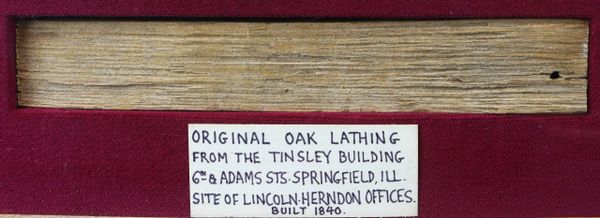 ORIGINAL OAK LATHING
FROM THE TINSLEY BUILDING
6TH & ADAMS STS. SPRINGFIELD, ILL.
SITE OF LINCOLN-HERNDON OFFICES.
BUILT 1840.